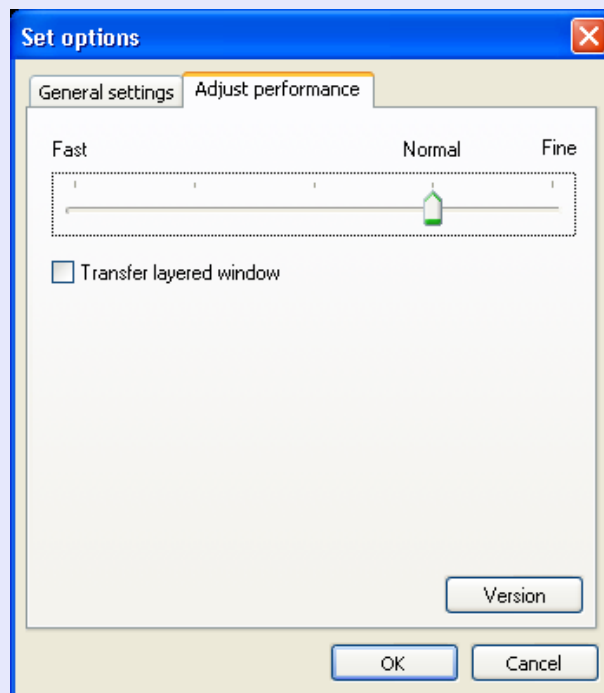 Set options
General settings Adjust performance
Fast Normal Fine
Transfer layered window
Version
OK Cancel